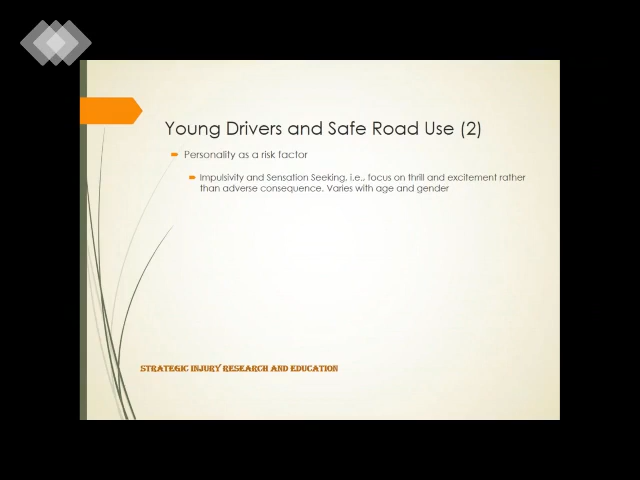 Young Drivers and Safe Road Use (2)
Personality as a risk factor
Impulsivity and Sensation Seeking, i.e., focus on thrill and excitement rather
than adverse consequence. Varies with age and gender
STRATEGIC INJURY RESEARCH AND EDUCATION